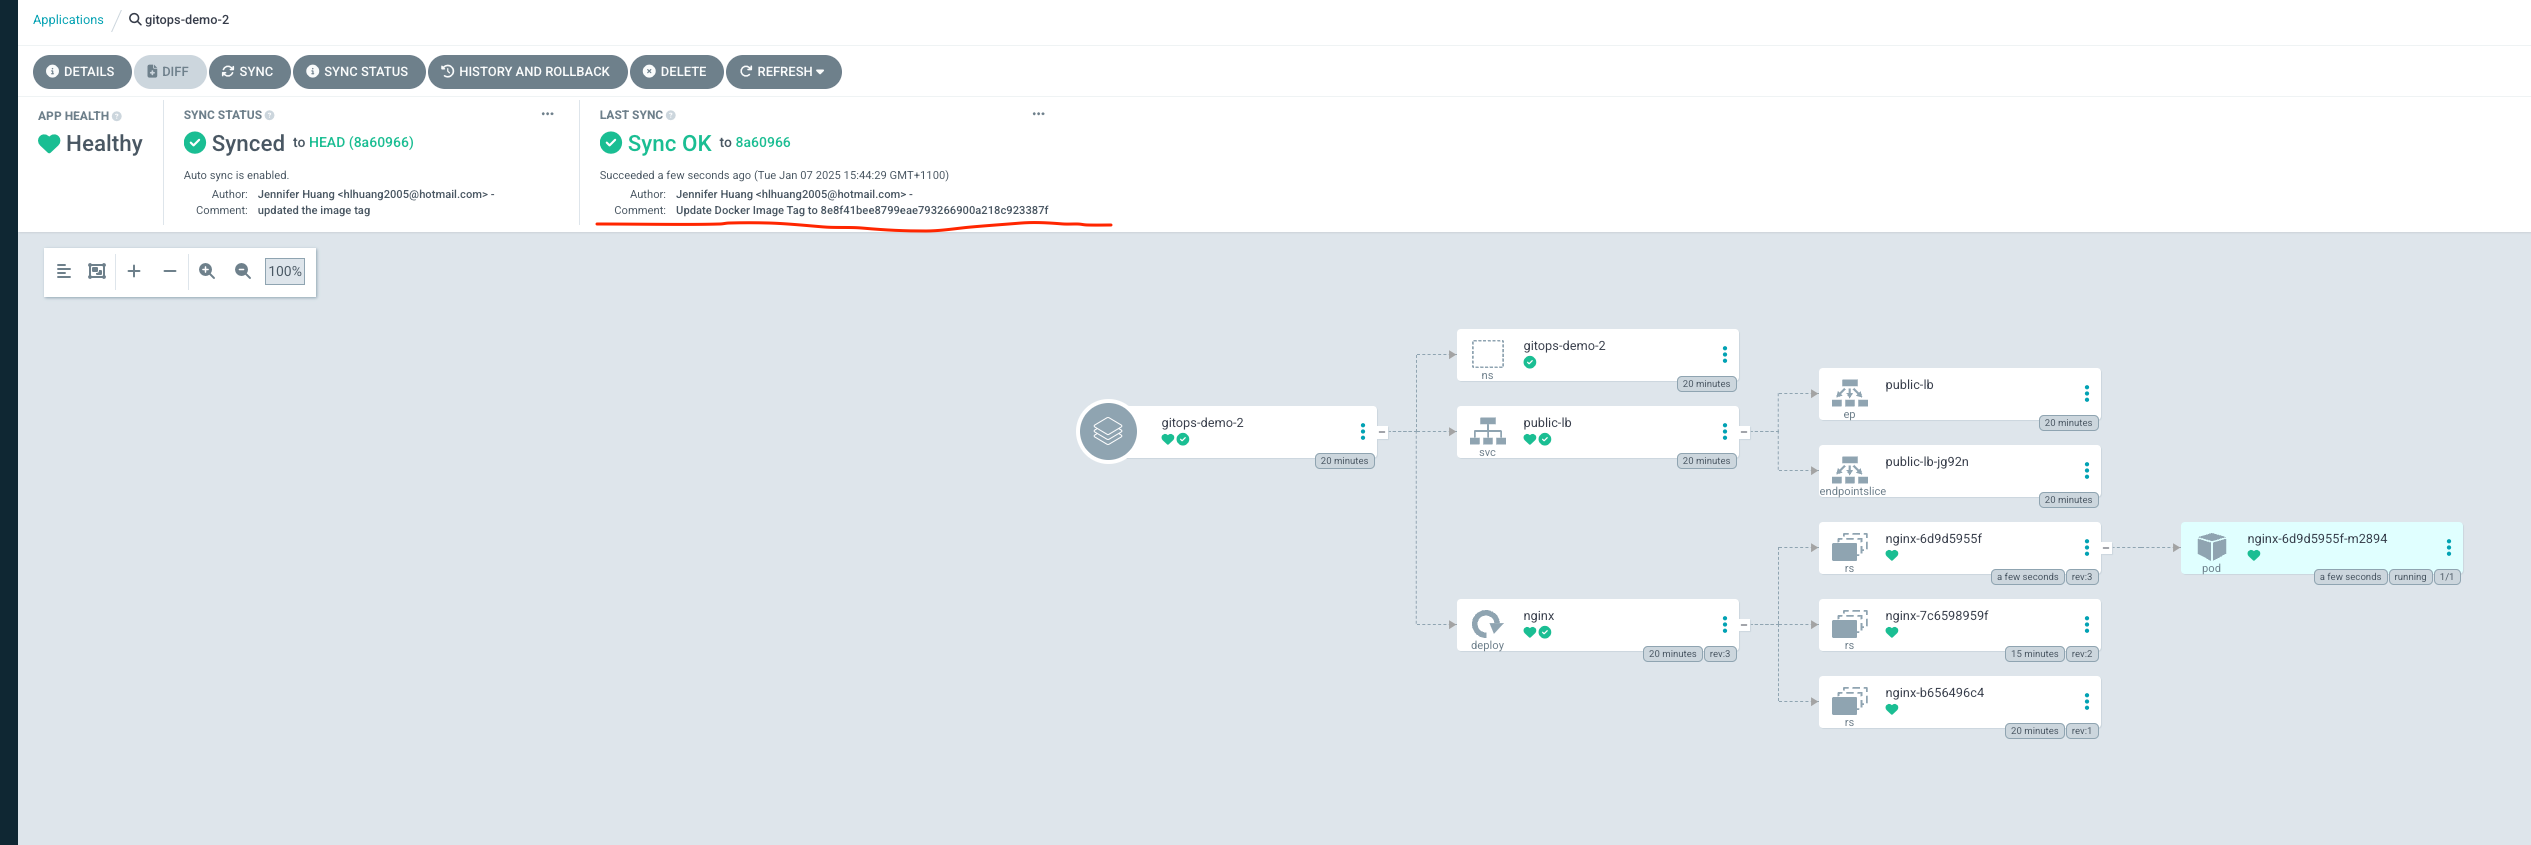 Applications / gitops-demo-2
DETAILS DIFF SYNC SYNC STATUS HISTORY AND ROLLBACK DELETE REFRESH
APP HEALTH
Healthy
SYNC STATUS
Synced to HEAD (8a60966)
Auto sync is enabled.
Author: Jennifer Huang <hlhuang2005@hotmail.com> -
Comment: updated the image tag
LAST SYNC
Sync OK to 8a60966
Succeeded a few seconds ago (Tue Jan 07 2025 15:44:29 GMT+1100)
Author: Jennifer Huang <hlhuang2005@hotmail.com> -
Comment: Update Docker Image Tag to 8e8f41bee8799eae793266900a218c923387f
100%
gitops-demo-2
20 minutes
gitops-demo-2
ns
20 minutes
public-lb
svc
20 minutes
nginx
deploy
20 minutes rev:3
public-lb
ep
20 minutes
public-lb-jg92n
endpointslice
20 minutes
nginx-6d9d5955f
rs
a few seconds rev:3
nginx-7c6598959f
rs
15 minutes rev:2
nginx-b656496c4
rs
20 minutes rev:1
nginx-6d9d5955f-m2894
pod
a few seconds running 1/1